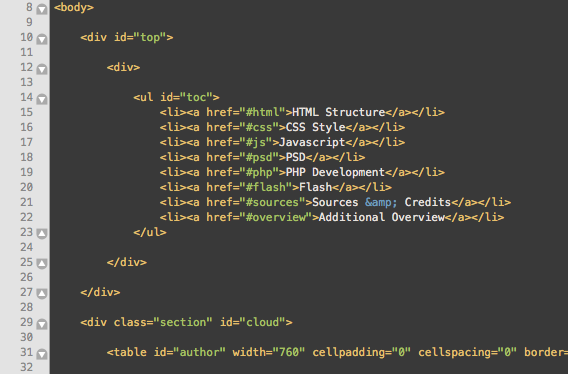 8 <body>
9
10 <div id="top">
11
12 <div>
13
14 <ul id="toc">
15 <li><a href="#html">HTML Structure</a></li>
16 <li><a href="#css">CSS Style</a></li>
17 <li><a href="#js">Javascript</a></li>
18 <li><a href="#psd">PSD</a></li>
19 <li><a href="#php">PHP Development</a></li>
20 <li><a href="#flash">Flash</a></li>
21 <li><a href="#sources">Sources &amp; Credits</a></li>
22 <li><a href="#overview">Additional Overview</a></li>
23 </ul>
24
25 </div>
26
27 </div>
28
29 <div class="section" id="cloud">
30
31 <table id="author" width="760" cellpadding="0" cellspacing="0" border=
32